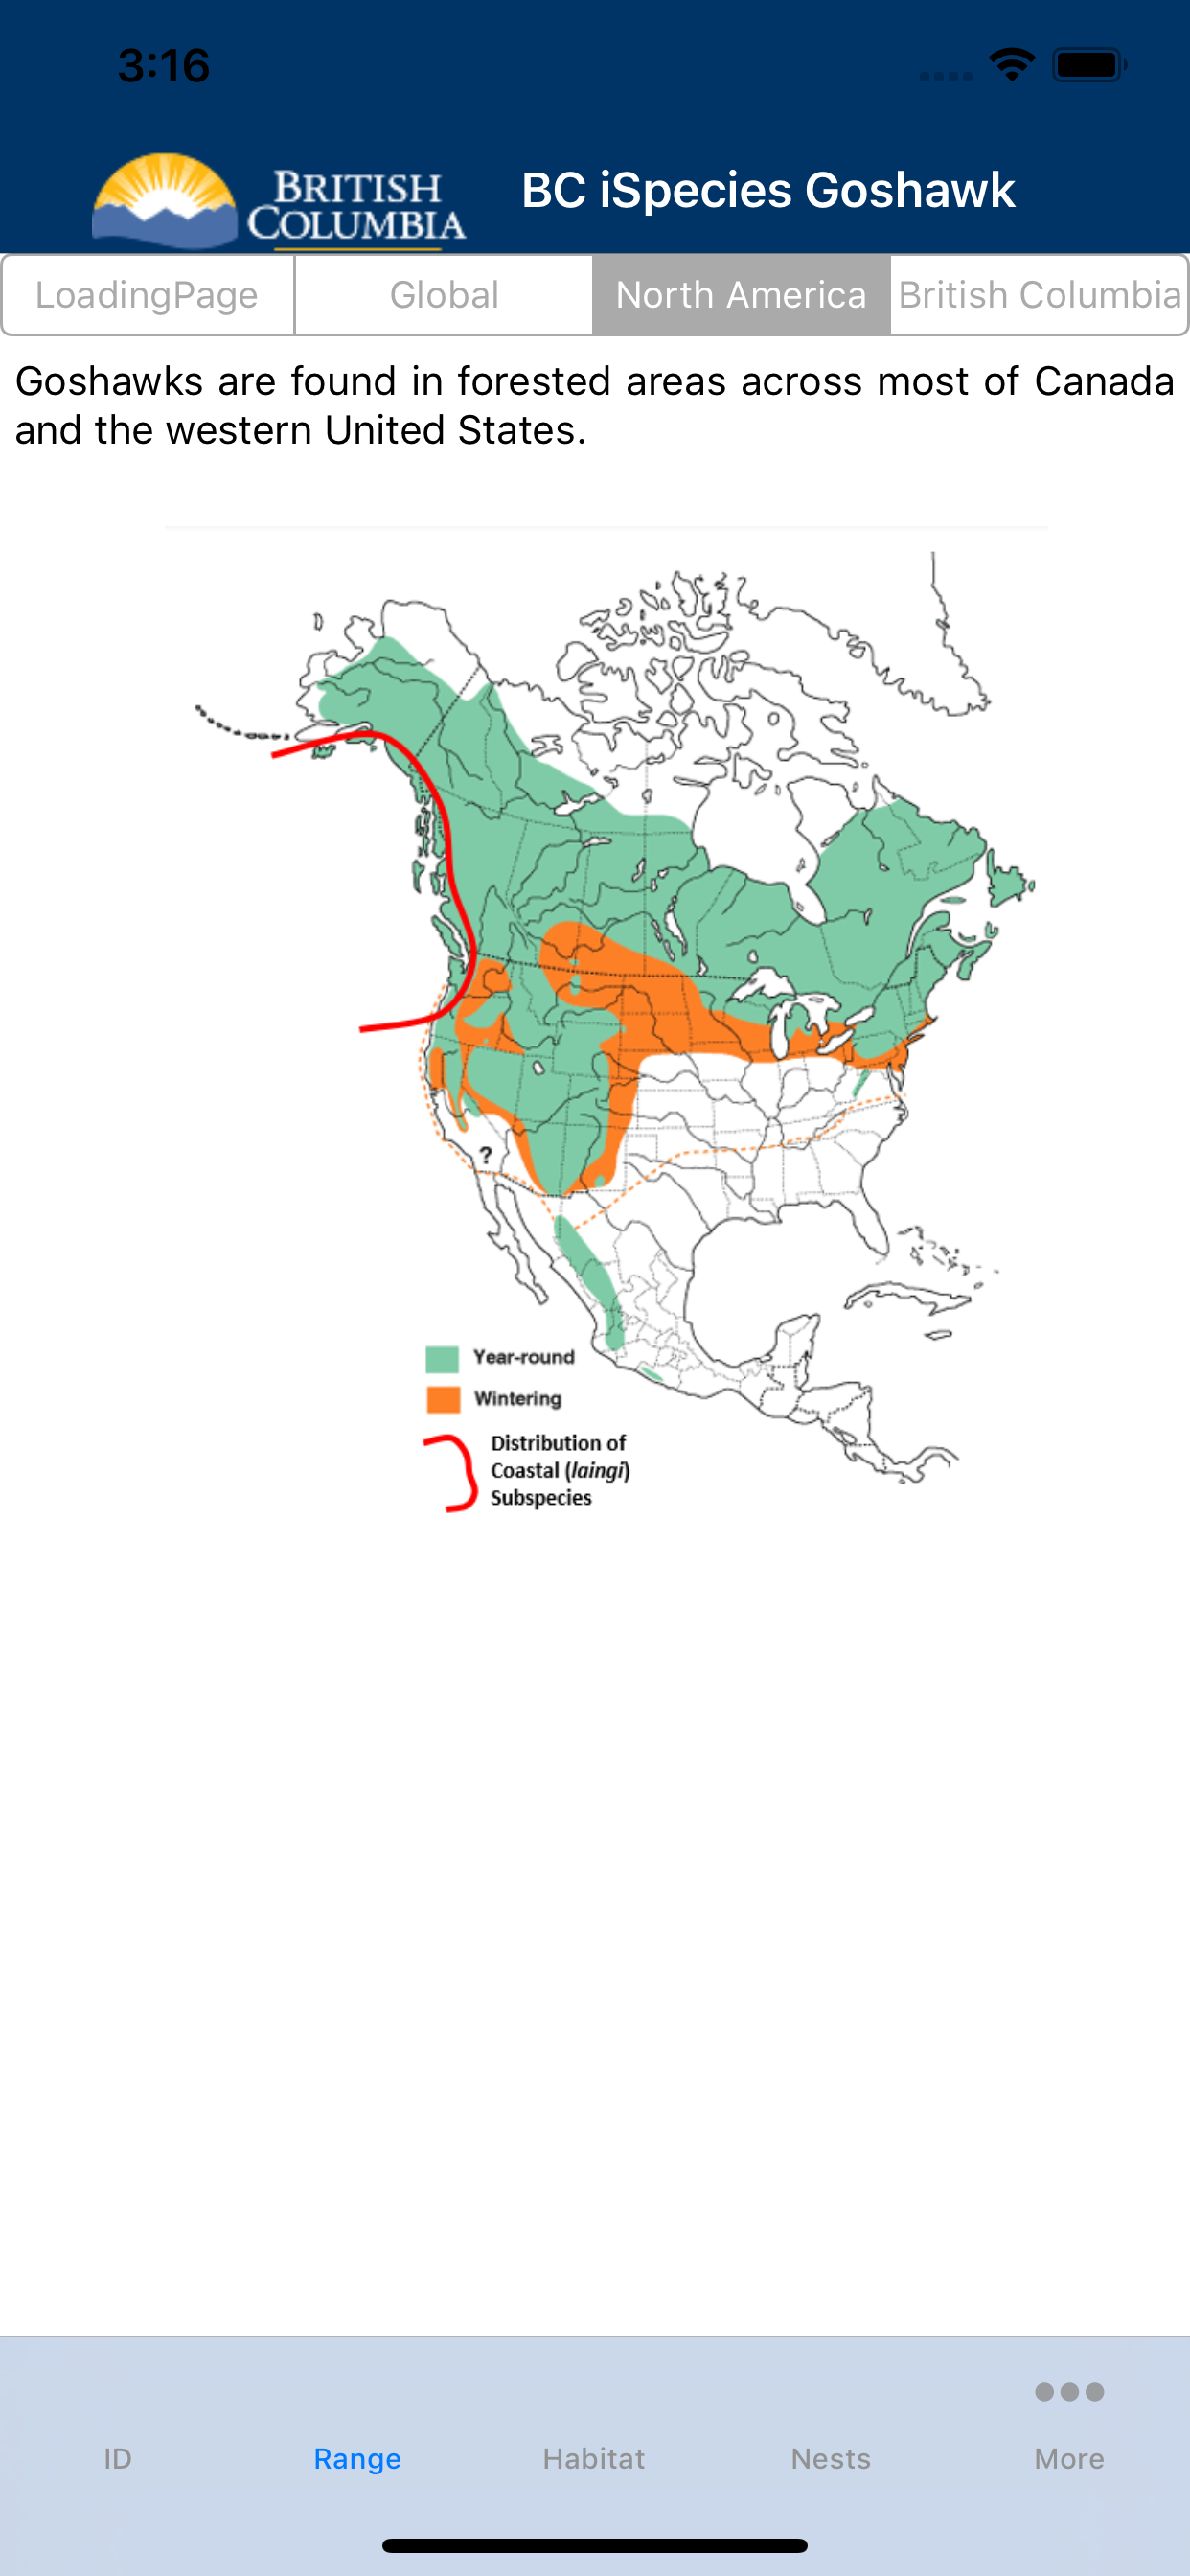 3:16
BRITISH
COLUMBIA
BC iSpecies Goshawk
LoadingPage
Global
North America
British Columbia
Goshawks are found in forested areas across most of Canada
and the western United States.
?
Year-round
Wintering
Distribution of
Coastal (laingi)
Subspecies
ID
Range
Habitat
Nests
More